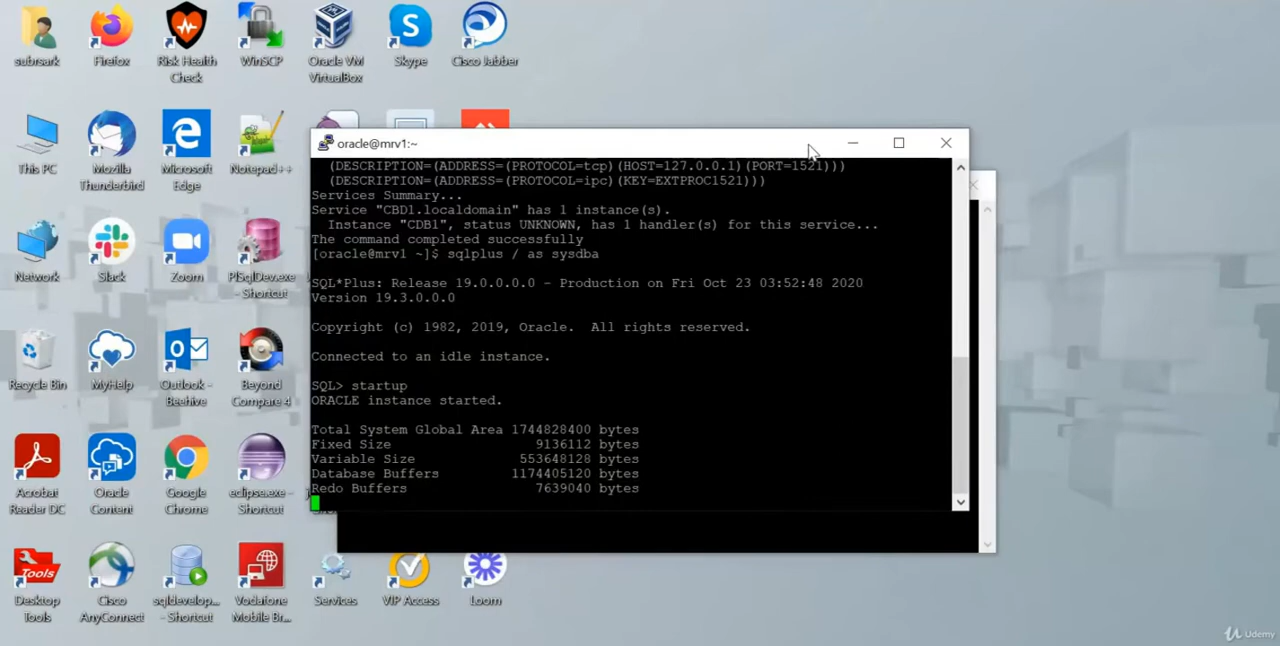 subrsark
Firefox
Risk Health
Check
WinSCP
Oracle VM
VirtualBox
Skype
Cisco Jabber
This PC
Mozilla
Thunderbird
Microsoft
Edge
Notepad++
oracle@mrv1:~
(DESCRIPTION=(ADDRESS=(PROTOCOL=tcp)(HOST=127.0.0.1)(PORT=1521)))
(DESCRIPTION=(ADDRESS=(PROTOCOL=ipc)(KEY=EXTPROC1521)))
Services Summary...
Service "CBD1.localdomain" has 1 instance(s).
Instance "CDB1", status UNKNOWN, has 1 handler(s) for this service...
The command completed successfully
[oracle@mrv1 ~]$ sqlplus / as sysdba
SQL*Plus: Release 19.0.0.0.0 - Production on Fri Oct 23 03:52:48 2020
Version 19.3.0.0.0
Copyright (c) 1982, 2019, Oracle.  All rights reserved.
Connected to an idle instance.
SQL> startup
ORACLE instance started.
Total System Global Area 1744828400 bytes
Fixed Size 9136112 bytes
Variable Size 553648128 bytes
Database Buffers 1174405120 bytes
Redo Buffers 7639040 bytes
Network
Slack
Zoom
PlSqlDev.exe
- Shortcut
Recycle Bin
MyHelp
Outlook -
Beehive
Beyond
Compare 4
Acrobat
Reader DC
Oracle
Content
Google
Chrome
eclipse.exe -
Shortcut
Tools
Desktop
Tools
Cisco
AnyConnect
sqldevelop...
- Shortcut
Vodafone
Mobile Br...
Services
VIP Access
Loom
Udemy